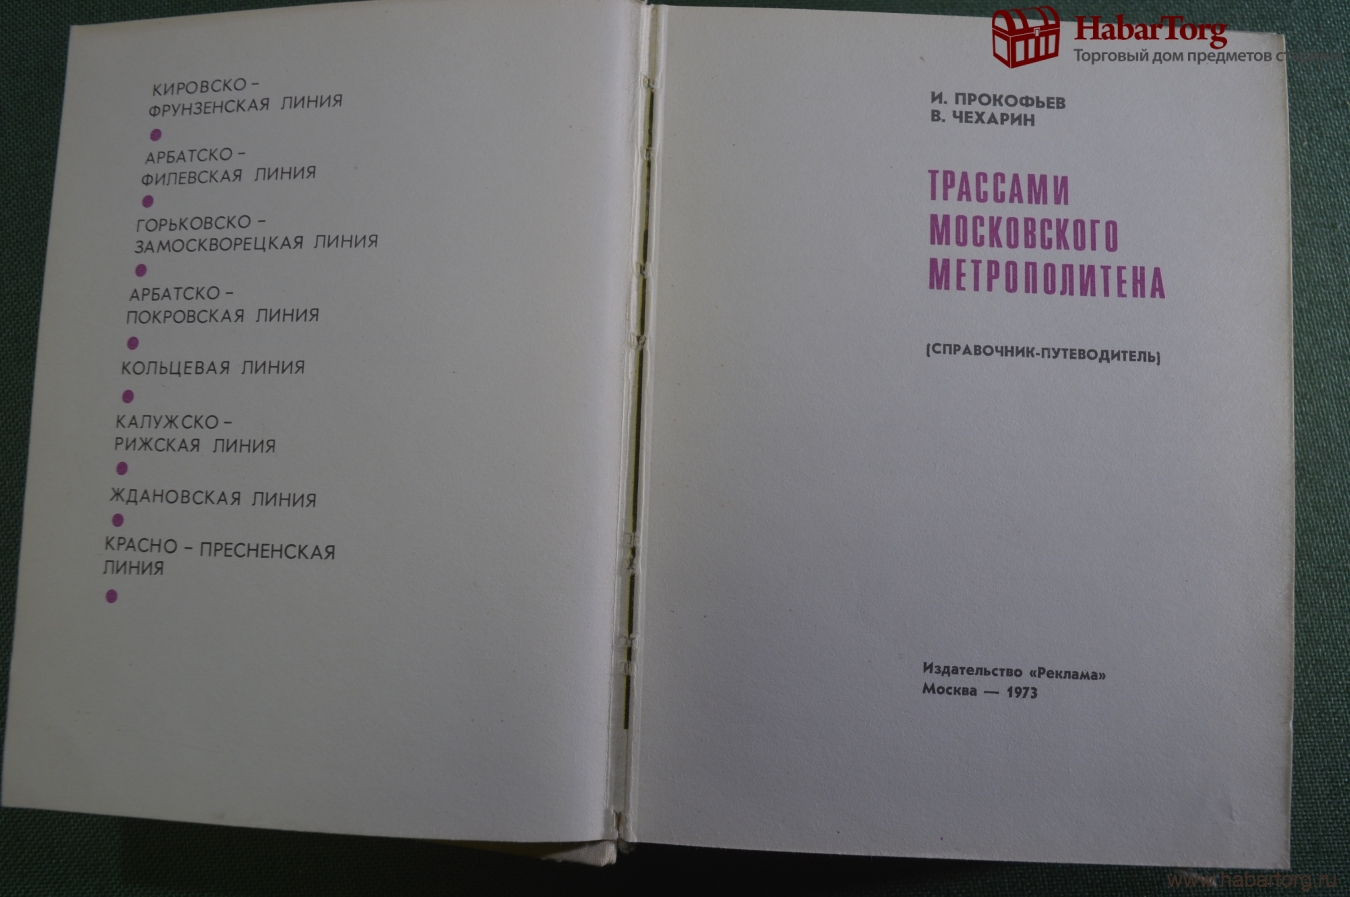 КИРОВСКО –
ФРУНЗЕНСКАЯ ЛИНИЯ
АРБАТСКО –
ФИЛЕВСКАЯ ЛИНИЯ
ГОРЬКОВСКО –
ЗАМОСКВОРЕЦКАЯ ЛИНИЯ
АРБАТСКО –
ПОКРОВСКАЯ ЛИНИЯ
КОЛЬЦЕВАЯ ЛИНИЯ
КАЛУЖСКО –
РИЖСКАЯ ЛИНИЯ
ЖДАНОВСКАЯ ЛИНИЯ
КРАСНО – ПРЕСНЕНСКАЯ
ЛИНИЯ
HabarTorg
Торговый дом предметов
И. ПРОКОФЬЕВ
В. ЧЕХАРИН
ТРАССАМИ
МОСКОВСКОГО
МЕТРОПОЛИТЕНА
(СПРАВОЧНИК-ПУТЕВОДИТЕЛЬ)
Издательство «Реклама»
Москва — 1973
www.habartorg.ru